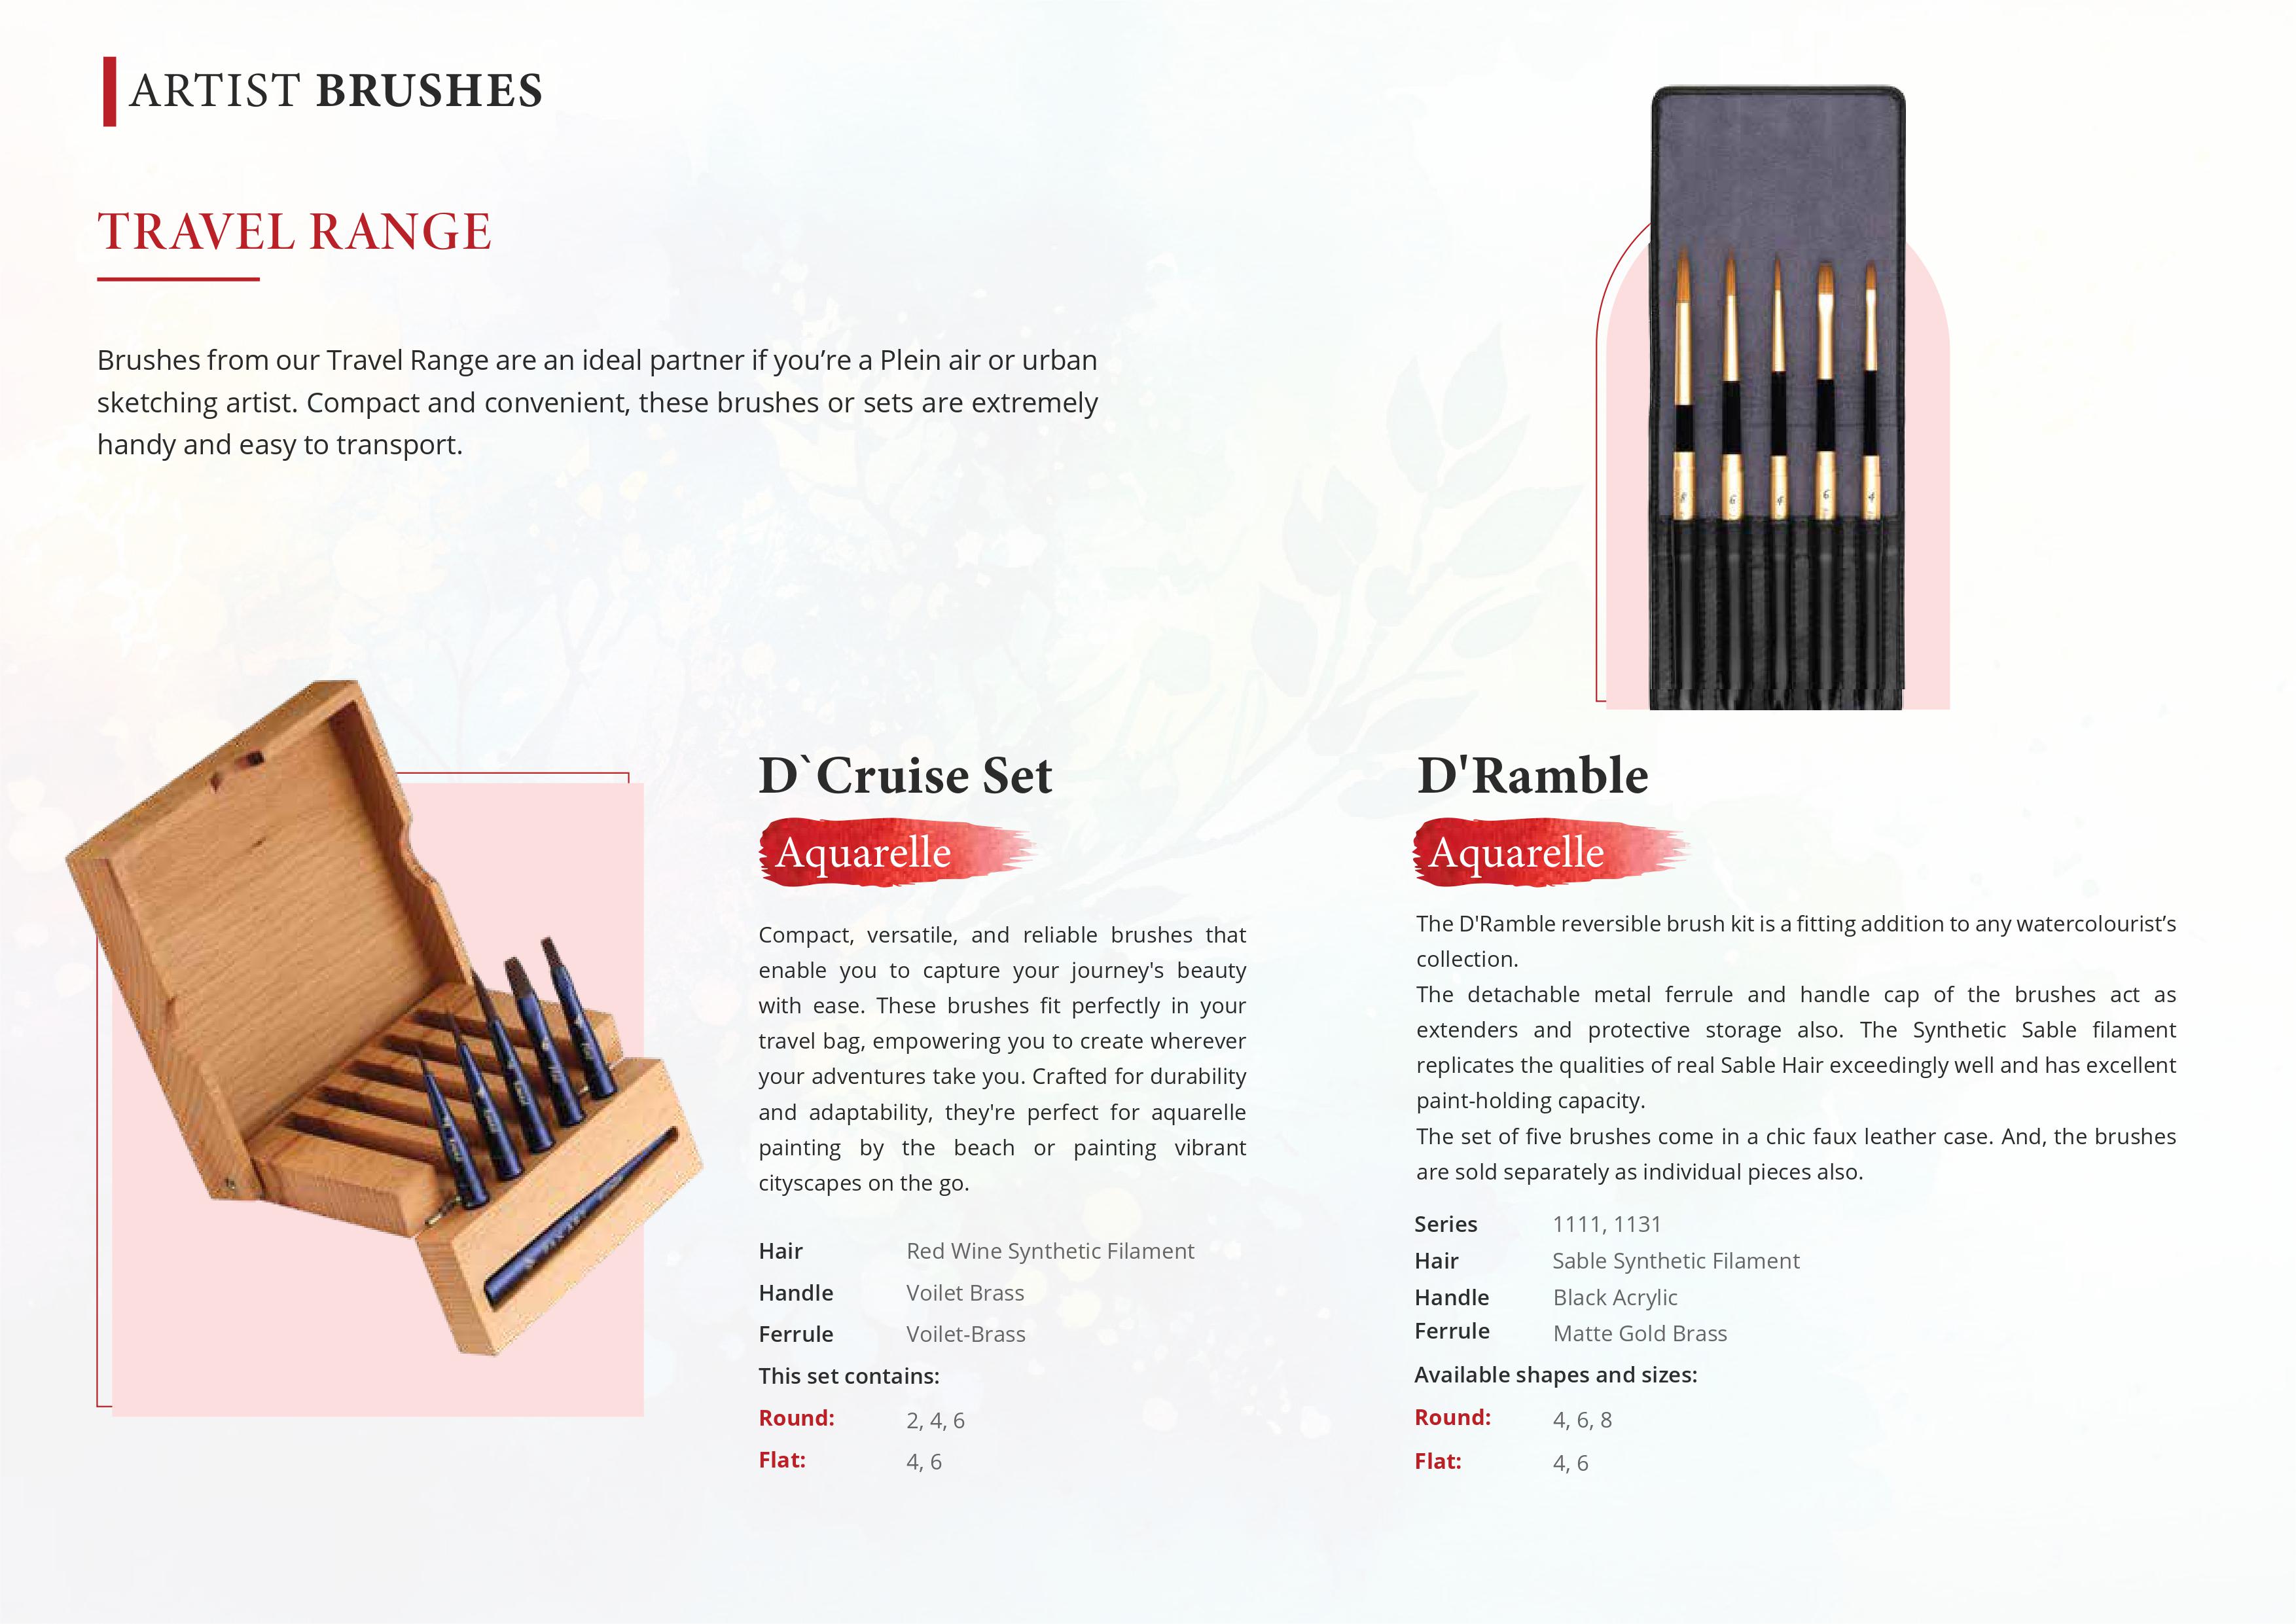 ARTIST BRUSHES
TRAVEL RANGE
Brushes from our Travel Range are an ideal partner if you’re a Plein air or urban
sketching artist. Compact and convenient, these brushes or sets are extremely
handy and easy to transport.
8 6 4 6 4
D`Cruise Set
Aquarelle
Compact, versatile, and reliable brushes that
enable you to capture your journey's beauty
with ease. These brushes fit perfectly in your
travel bag, empowering you to create wherever
your adventures take you. Crafted for durability
and adaptability, they're perfect for aquarelle
painting by the beach or painting vibrant
cityscapes on the go.
Hair Red Wine Synthetic Filament
Handle Voilet Brass
Ferrule Voilet-Brass
This set contains:
Round: 2, 4, 6
Flat: 4, 6
D'Ramble
Aquarelle
The D'Ramble reversible brush kit is a fitting addition to any watercolourist’s
collection.
The detachable metal ferrule and handle cap of the brushes act as
extenders and protective storage also. The Synthetic Sable filament
replicates the qualities of real Sable Hair exceedingly well and has excellent
paint-holding capacity.
The set of five brushes come in a chic faux leather case. And, the brushes
are sold separately as individual pieces also.
Series 1111, 1131
Hair Sable Synthetic Filament
Handle Black Acrylic
Ferrule Matte Gold Brass
Available shapes and sizes:
Round: 4, 6, 8
Flat: 4, 6